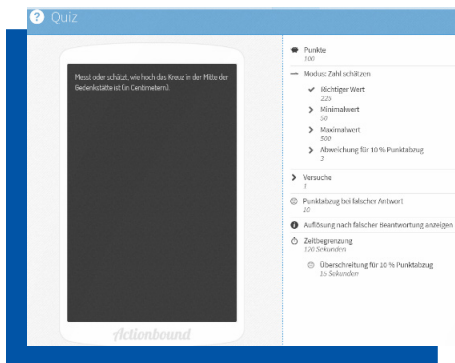 ? Quiz
Messt oder schätzt, wie hoch das Kreuz in der Mitte der
Gedenkstätte ist (in Centimetern).
Actionbound
Punkte
100
Modus: Zahl schätzen
Richtiger Wert
225
Minimalwert
50
Maximalwert
500
Abweichung für 10 % Punktabzug
3
Versuche
1
Punktabzug bei falscher Antwort
10
Auflösung nach falscher Beantwortung anzeigen
Zeitbegrenzung
120 Sekunden
Überschreitung für 10 % Punktabzug
15 Sekunden